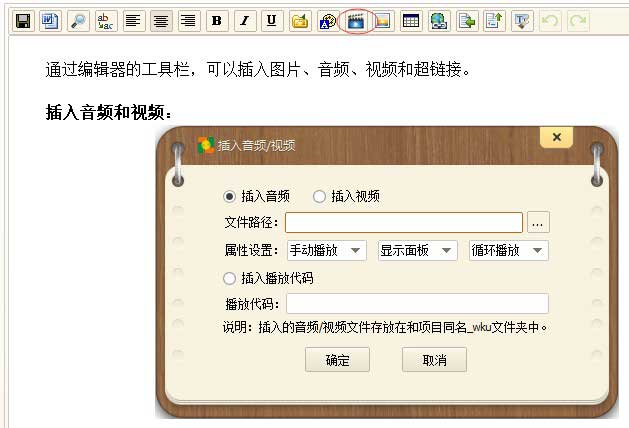 ab
ac
B I U
A
通过编辑器的工具栏，可以插入图片、音频、视频和超链接。
插入音频和视频：
插入音频/视频
插入音频 插入视频
文件路径： ...
属性设置： 手动播放 显示面板 循环播放
插入播放代码
播放代码：
说明：插入的音频/视频文件存放在和项目同名_wku文件夹中。
确定 取消